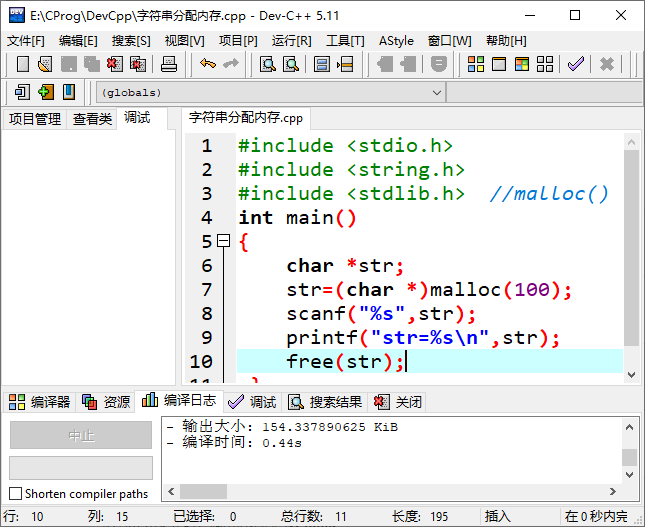 E:\CProg\DevCpp\字符串分配内存.cpp - Dev-C++ 5.11
文件[F] 编辑[E] 搜索[S] 视图[V] 项目[P] 运行[R] 工具[T] AStyle 窗口[W] 帮助[H]
(globals)
项目管理 查看类 调试 字符串分配内存.cpp
1 #include <stdio.h>
2 #include <string.h>
3 #include <stdlib.h> //malloc()
4 int main()
5 {
6 char *str;
7 str=(char *)malloc(100);
8 scanf("%s",str);
9 printf("str=%s\n",str);
10 free(str);
11 }
编译器 资源 编译日志 调试 搜索结果 关闭
中止
- 输出大小: 154.337890625 KiB
- 编译时间: 0.44s
Shorten compiler paths
行: 10 列: 15 已选择: 0 总行数: 11 长度: 195 插入 在 0 秒内完